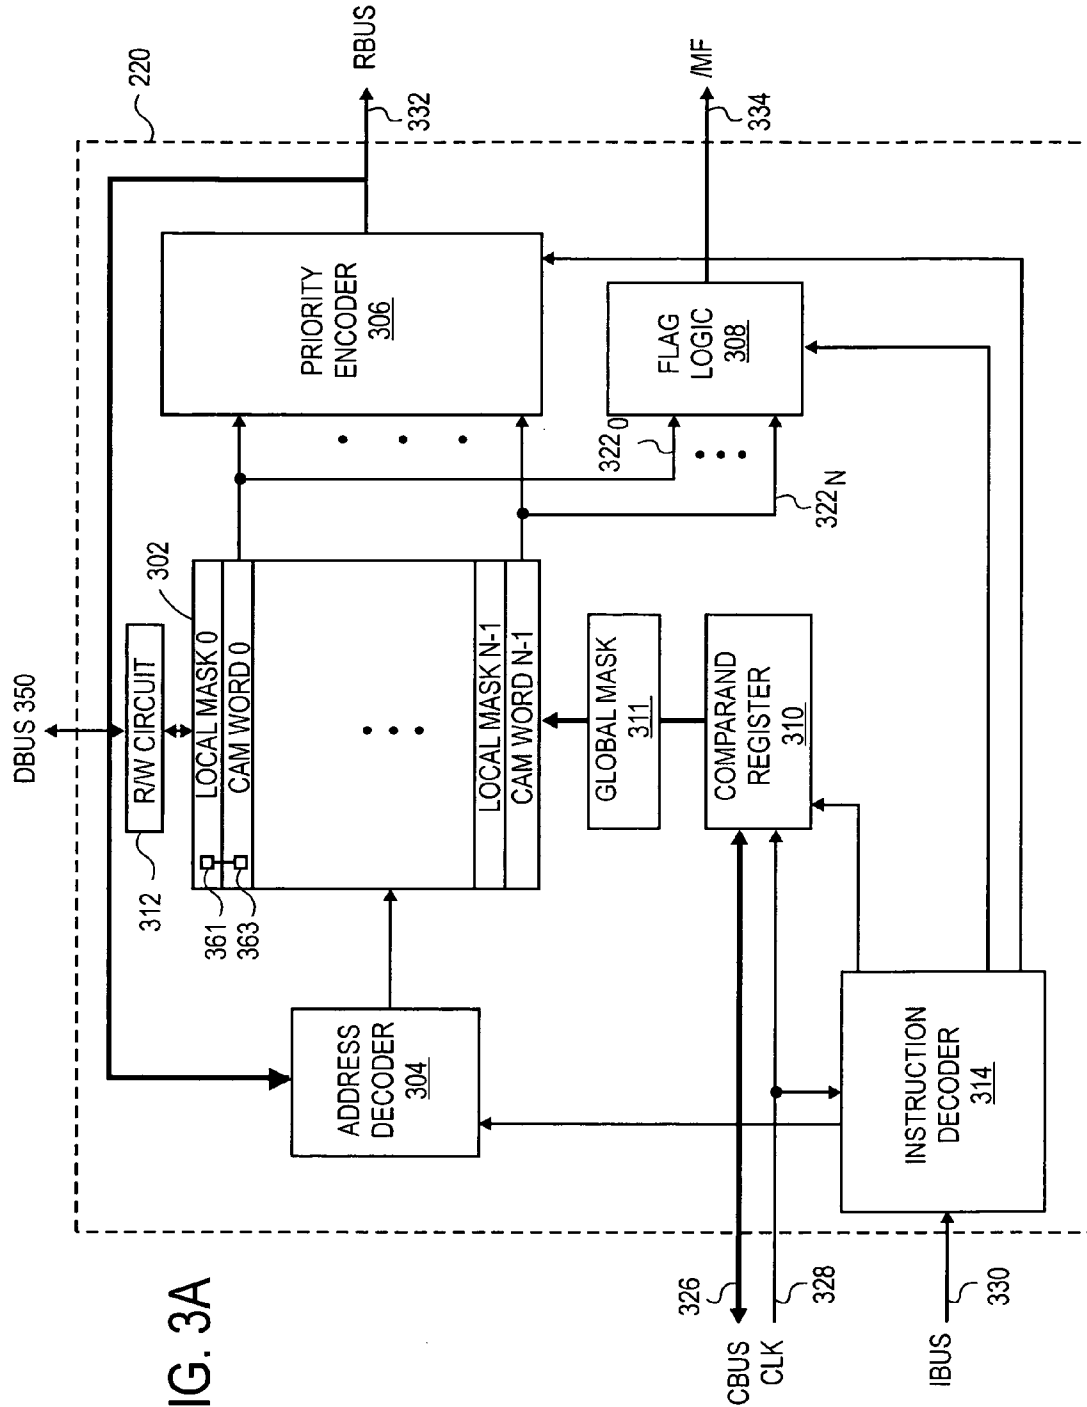 IG. 3A
DBUS 350
220
RBUS
332
R/W CIRCUIT
312
302
LOCAL MASK 0
CAM WORD 0
361
363
LOCAL MASK N-1
CAM WORD N-1
PRIORITY
ENCODER
306
ADDRESS
DECODER
304
322 0
322 N
FLAG
LOGIC
308
/MF
334
GLOBAL MASK
311
COMPARAND
REGISTER
310
CBUS
326
CLK
328
INSTRUCTION
DECODER
314
IBUS
330